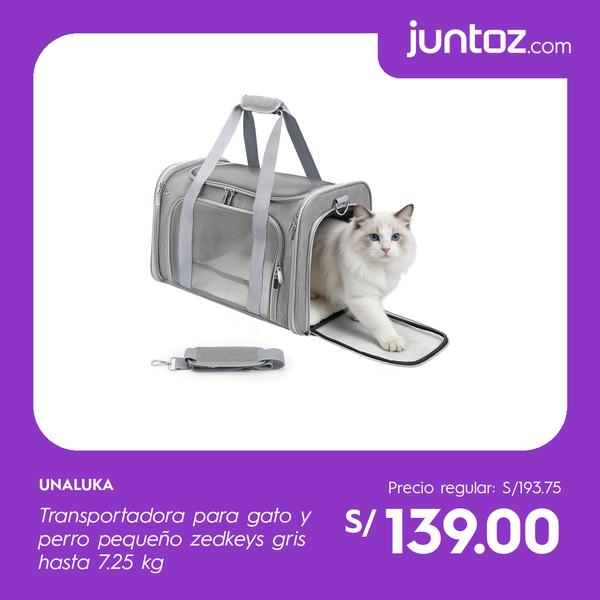 juntoz.com
UNALUKA
Transportadora para gato y
perro pequeño zedkeys gris
hasta 7.25 kg
Precio regular: S/193.75
S/139.00